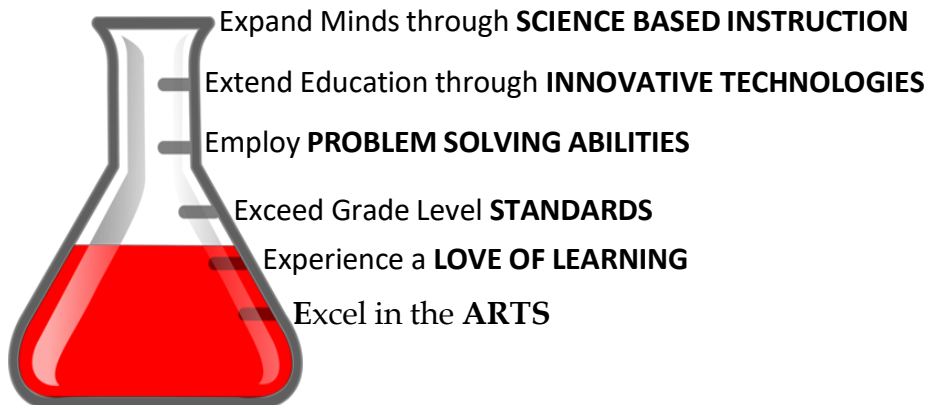 Expand Minds through SCIENCE BASED INSTRUCTION
Extend Education through INNOVATIVE TECHNOLOGIES
Employ PROBLEM SOLVING ABILITIES
Exceed Grade Level STANDARDS
Experience a LOVE OF LEARNING
Excel in the ARTS